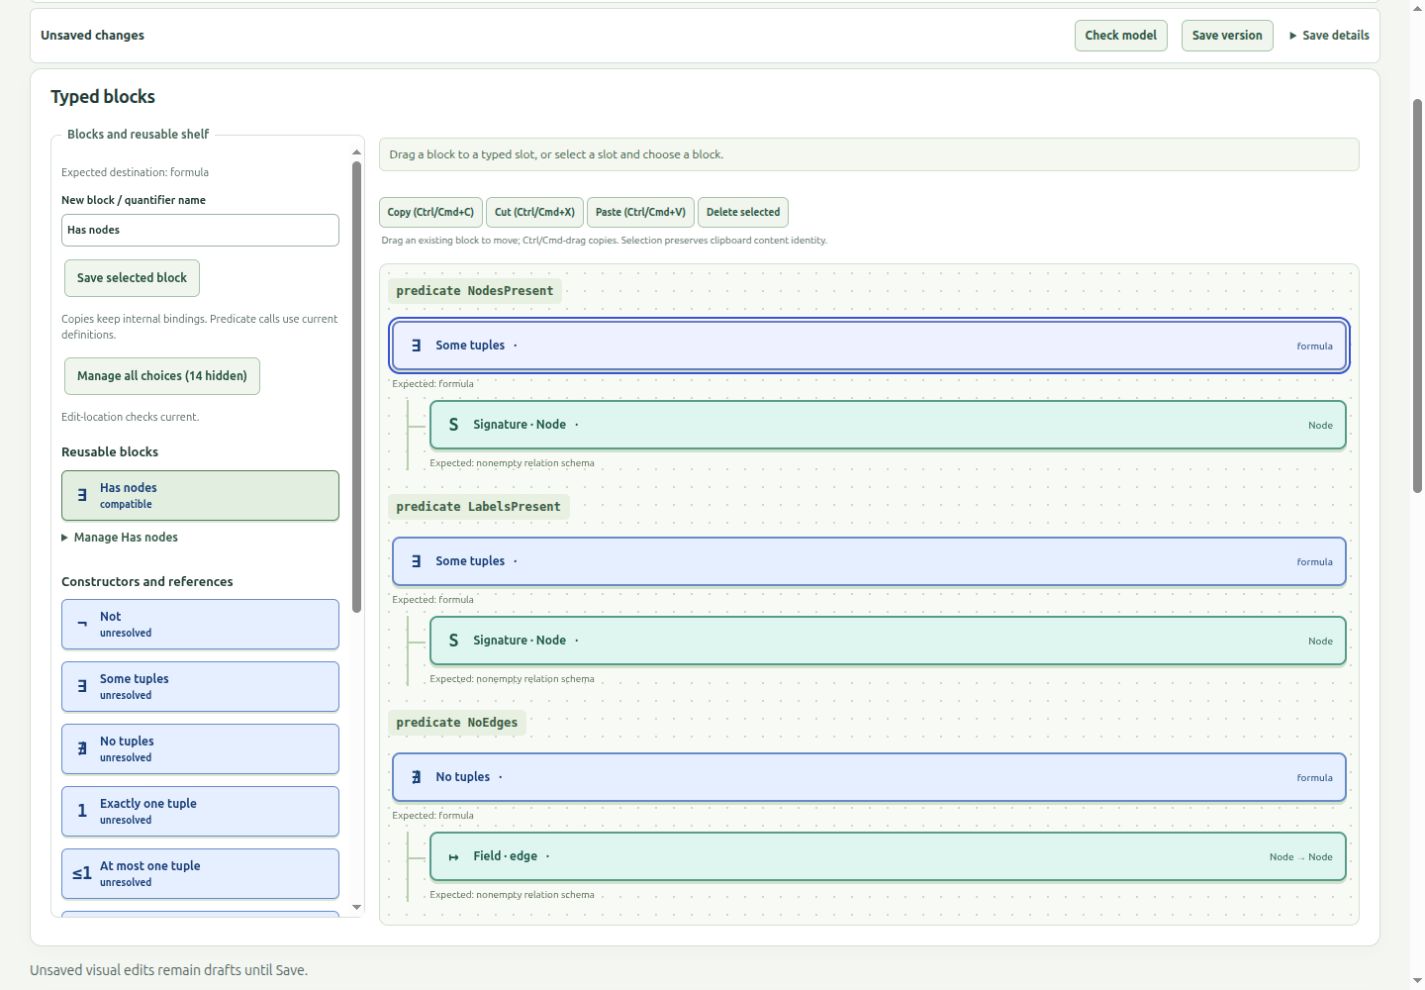 Unsaved changes
Check model
Save version
▶ Save details
Typed blocks
Blocks and reusable shelf
Expected destination: formula
New block / quantifier name
Has nodes
Save selected block
Copies keep internal bindings. Predicate calls use current
definitions.
Manage all choices (14 hidden)
Edit-location checks current.
Reusable blocks
∃ Has nodes
compatible
▶ Manage Has nodes
Constructors and references
¬ Not
unresolved
∃ Some tuples
unresolved
∄ No tuples
unresolved
1 Exactly one tuple
unresolved
≤1 At most one tuple
unresolved
Drag a block to a typed slot, or select a slot and choose a block.
Copy (Ctrl/Cmd+C)
Cut (Ctrl/Cmd+X)
Paste (Ctrl/Cmd+V)
Delete selected
Drag an existing block to move; Ctrl/Cmd-drag copies. Selection preserves clipboard content identity.
predicate NodesPresent
∃ Some tuples · formula
Expected: formula
S Signature · Node · Node
Expected: nonempty relation schema
predicate LabelsPresent
∃ Some tuples · formula
Expected: formula
S Signature · Node · Node
Expected: nonempty relation schema
predicate NoEdges
∄ No tuples · formula
Expected: formula
↦ Field · edge · Node → Node
Expected: nonempty relation schema
Unsaved visual edits remain drafts until Save.